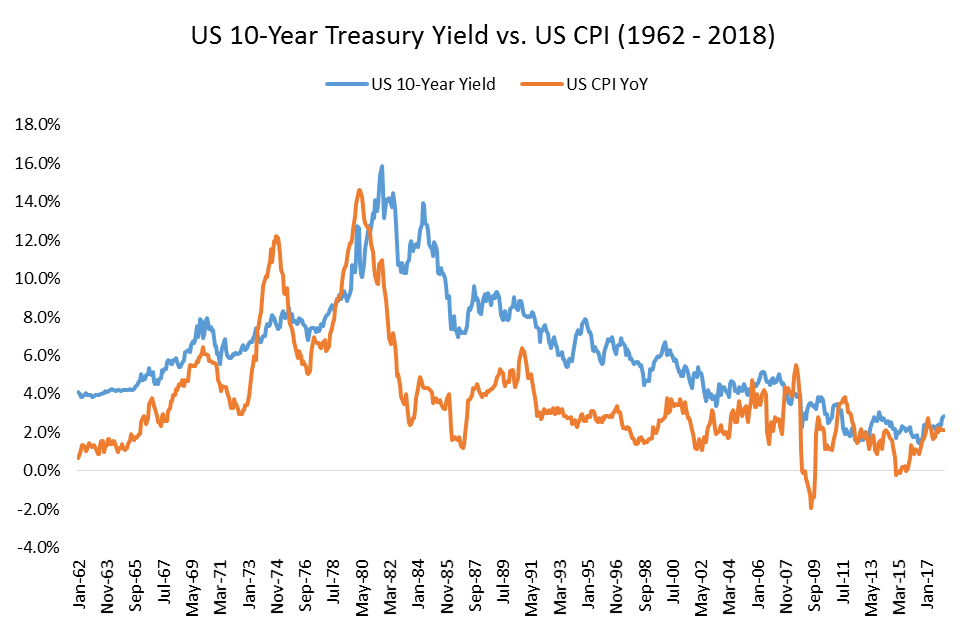 US 10-Year Treasury Yield vs. US CPI (1962 - 2018)
US 10-Year Yield
US CPI YoY
18.0%
16.0%
14.0%
12.0%
10.0%
8.0%
6.0%
4.0%
2.0%
0.0%
-2.0%
-4.0%
Jan-62
Nov-63
Sep-65
Jul-67
May-69
Mar-71
Jan-73
Nov-74
Sep-76
Jul-78
May-80
Mar-82
Jan-84
Nov-85
Sep-87
Jul-89
May-91
Mar-93
Jan-95
Nov-96
Sep-98
Jul-00
May-02
Mar-04
Jan-06
Nov-07
Sep-09
Jul-11
May-13
Mar-15
Jan-17